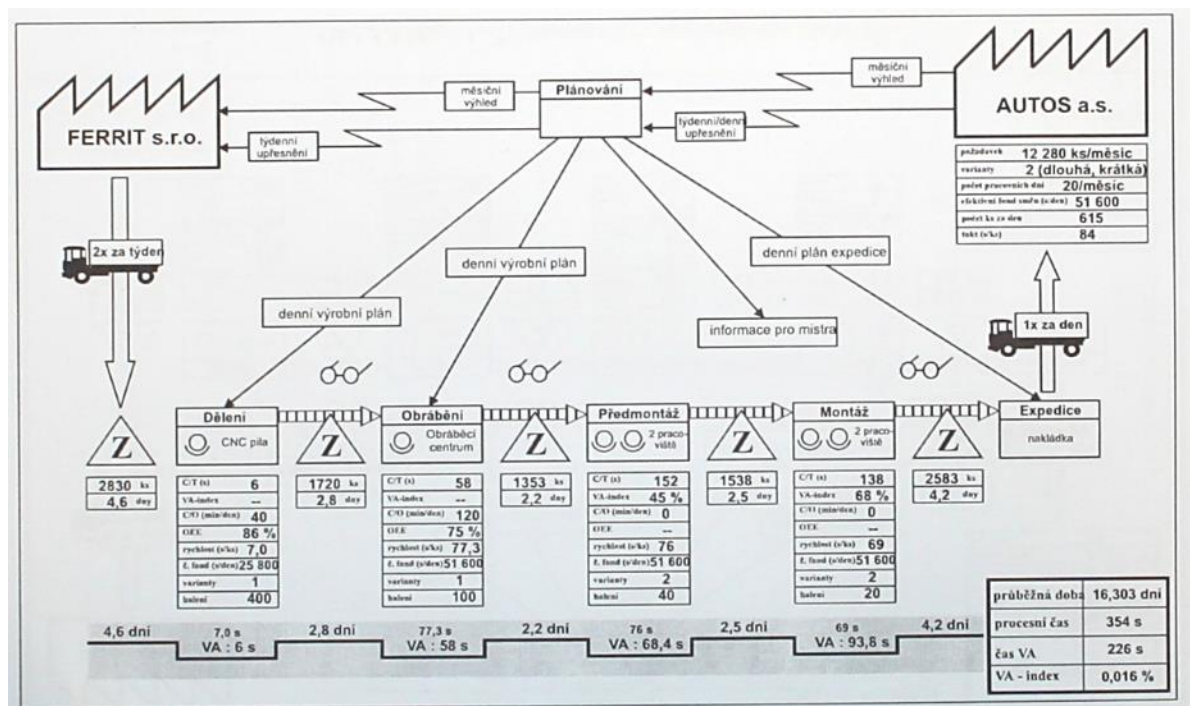 FERRIT s.r.o.
měsíční
výhled
týdenní
upřesnění
Plánování
měsíční
výhled
týdenní/denn
upřesnění
AUTOS a.s.
požadavek 12 280 ks/měsíc
varianty 2 (dlouhá, krátká)
počet pracovních dní 20/měsíc
efektivní fond směn (s/den) 51 600
počet ks za den 615
takt (s/ks) 84
2x za týden
denní výrobní plán
denní výrobní plán
denní plán expedice
informace pro mistra
1x za den
Z
2830 ks
4,6 dny
Dělení
CNC pila
C/T (s) 6
VA-index --
C/O (min/den) 40
OEE 86 %
rychlost (s/ks) 7,0
č. fond (s/den) 25 800
varianty 1
balení 400
Z
1720 ks
2,8 dny
Obrábění
Obráběcí
centrum
C/T (s) 58
VA-index --
C/O (min/den) 120
OEE 75 %
rychlost (s/ks) 77,3
č. fond (s/den) 51 600
varianty 1
balení 100
Z
1353 ks
2,2 dny
Předmontáž
2 praco-
viště
C/T (s) 152
VA-index 45 %
C/O (min/den) 0
OEE --
rychlost (s/ks) 76
č. fond (s/den) 51 600
varianty 2
balení 40
Z
1538 ks
2,5 dny
Montáž
2 praco-
viště
C/T (s) 138
VA-index 68 %
C/O (min/den) 0
OEE --
rychlost (s/ks) 69
č. fond (s/den) 51 600
varianty 2
balení 20
Z
2583 ks
4,2 dny
Expedice
nakládka
4,6 dní
7,0 s
VA : 6 s
2,8 dní
77,3 s
VA : 58 s
2,2 dní
76 s
VA : 68,4 s
2,5 dní
69 s
VA : 93,8 s
4,2 dní
průběžná doba 16,303 dní
procesní čas 354 s
čas VA 226 s
VA - index 0,016 %